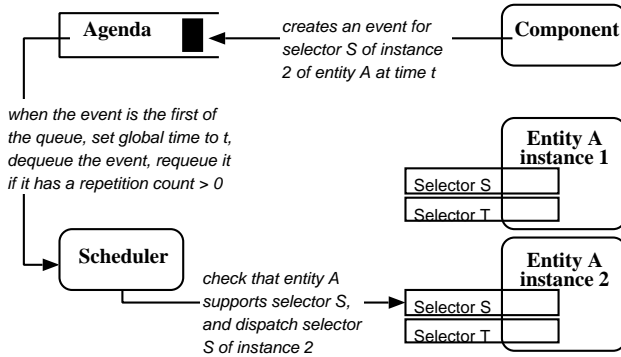 Agenda
creates an event for
selector S of instance
2 of entity A at time t
Component
when the event is the first of
the queue, set global time to t,
dequeue the event, requeue it
if it has a repetition count > 0
Entity A
instance 1
Selector S
Selector T
Scheduler
check that entity A
supports selector S,
and dispatch selector
S of instance 2
Entity A
instance 2
Selector S
Selector T